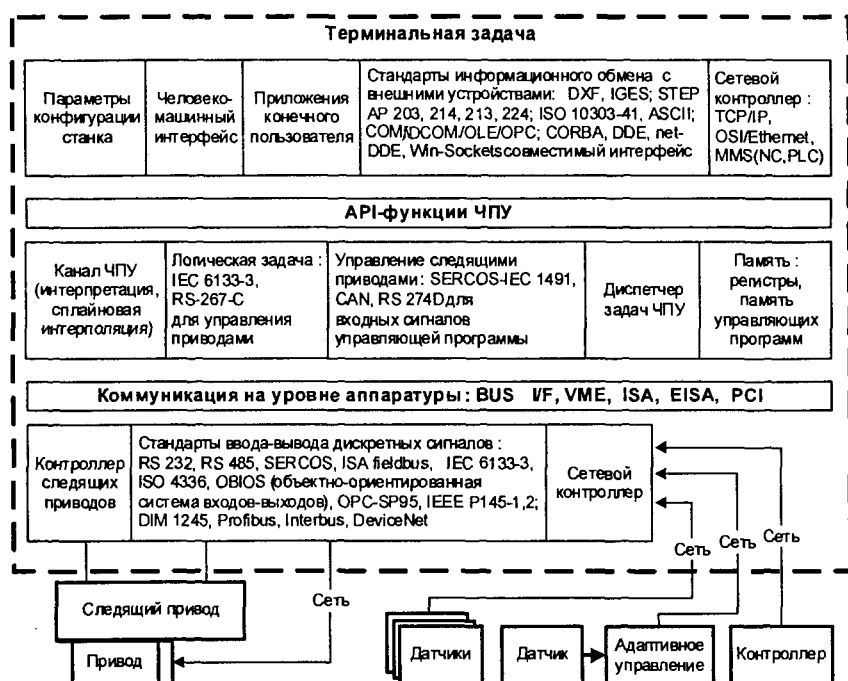 Терминальная задача
Параметры
конфигурации
станка
Человеко-
машинный
интерфейс
Приложения
конечного
пользователя
Стандарты информационного обмена с
внешними устройствами: DXF, IGES; STEP
AP 203, 214, 213, 224; ISO 10303-41, ASCII;
COM/DCOM/OLE/OPC; CORBA, DDE, net-
DDE, Win-Socketsсовместимый интерфейс
Сетевой
контроллер :
TCP/IP,
OSI/Ethernet,
MMS(NC,PLC)
API-функции ЧПУ
Канал ЧПУ
(интерпретация,
сплайновая
интерполяция)
Логическая задача :
IEC 6133-3,
RS-267-C
для управления
приводами
Управление следящими
приводами: SERCOS-IEC 1491,
CAN, RS 274Dдля
входных сигналов
управляющей программы
Диспетчер
задач ЧПУ
Память :
регистры,
память
управляющих
программ
Коммуникация на уровне аппаратуры : BUS I/F, VME, ISA, EISA, PCI
Контроллер
следящих
приводов
Стандарты ввода-вывода дискретных сигналов :
RS 232, RS 485, SERCOS, ISA fieldbus, IEC 6133-3,
ISO 4336, OBIOS (объектно-ориентированная
система входов-выходов), OPC-SP95, IEEE P145-1,2;
DIM 1245, Profibus, Interbus, DeviceNet
Сетевой
контроллер
Сеть
Сеть
Сеть
Сеть
Следящий привод
Привод
Датчики
Датчик
Адаптивное
управление
Контроллер